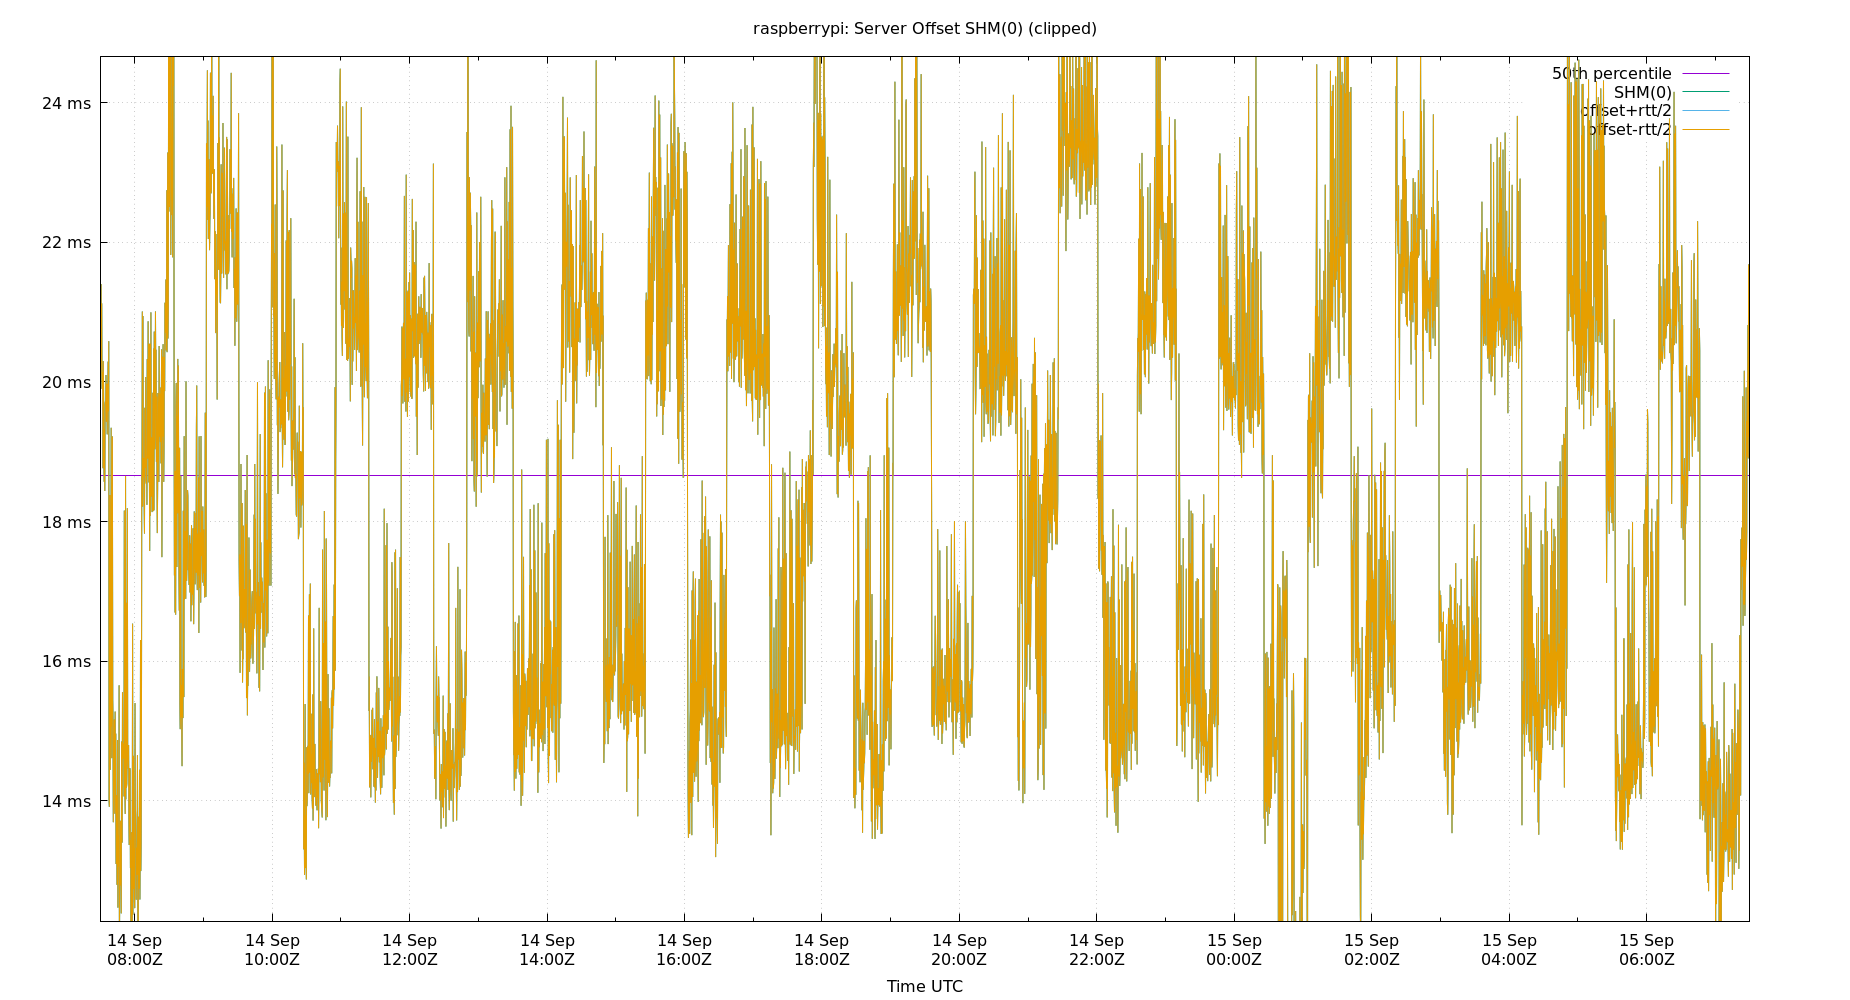 raspberrypi: Server Offset SHM(0) (clipped)
24 ms
22 ms
20 ms
18 ms
16 ms
14 ms
50th percentile
SHM(0)
offset+rtt/2
offset-rtt/2
14 Sep 14 Sep 14 Sep 14 Sep 14 Sep 14 Sep 14 Sep 14 Sep 15 Sep 15 Sep 15 Sep 15 Sep
08:00Z 10:00Z 12:00Z 14:00Z 16:00Z 18:00Z 20:00Z 22:00Z 00:00Z 02:00Z 04:00Z 06:00Z
Time UTC